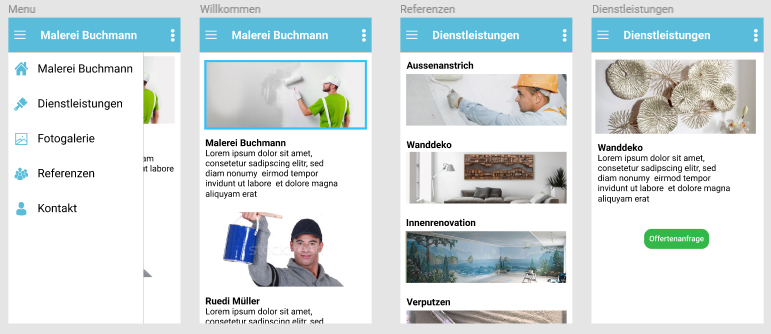 Menu
Malerei Buchmann
Malerei Buchmann
Dienstleistungen
Fotogalerie
Referenzen
Kontakt
am
ut labore
Willkommen
Malerei Buchmann
Malerei Buchmann
Lorem ipsum dolor sit amet,
consetetur sadipscing elitr, sed
diam nonumy eirmod tempor
invidunt ut labore et dolore magna
aliquyam erat
Ruedi Müller
Lorem ipsum dolor sit amet,
consetetur sadipscing elitr, sed
Referenzen
Dienstleistungen
Aussenanstrich
Wanddeko
Innenrenovation
Verputzen
Dienstleistungen
Dienstleistungen
Wanddeko
Lorem ipsum dolor sit amet,
consetetur sadipscing elitr, sed
diam nonumy eirmod tempor
invidunt ut labore et dolore magna
aliquyam erat
Offertenanfrage